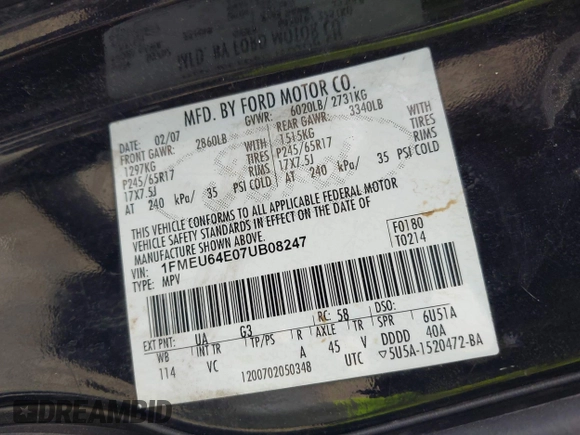 MFD. BY FORD MOTOR CO.
DATE: 02/07 GVWR: 6020LB/ 2731KG
FRONT GAWR: 2860LB REAR GAWR: 3340LB
1297KG WITH 1515KG WITH
P245/65R17 TIRES P245/65R17 TIRES
17X7.5J RIMS 17X7.5J RIMS
AT 240 kPa/ 35 PSI COLD AT 240 kPa/ 35 PSI COLD
THIS VEHICLE CONFORMS TO ALL APPLICABLE FEDERAL MOTOR
VEHICLE SAFETY STANDARDS IN EFFECT ON THE DATE OF
MANUFACTURE SHOWN ABOVE.
VIN: 1FMEU64E07UB08247 F0180
TYPE: MPV T0214
EXT PNT: UA G3 RC: 58 DSO:
WB INT TR TP/PS R AXLE TR SPR 6U51A
114 VC A 45 V DDDD 40A
120070205034B UTC ▽5U5A-1520472-BA
DREAMBID